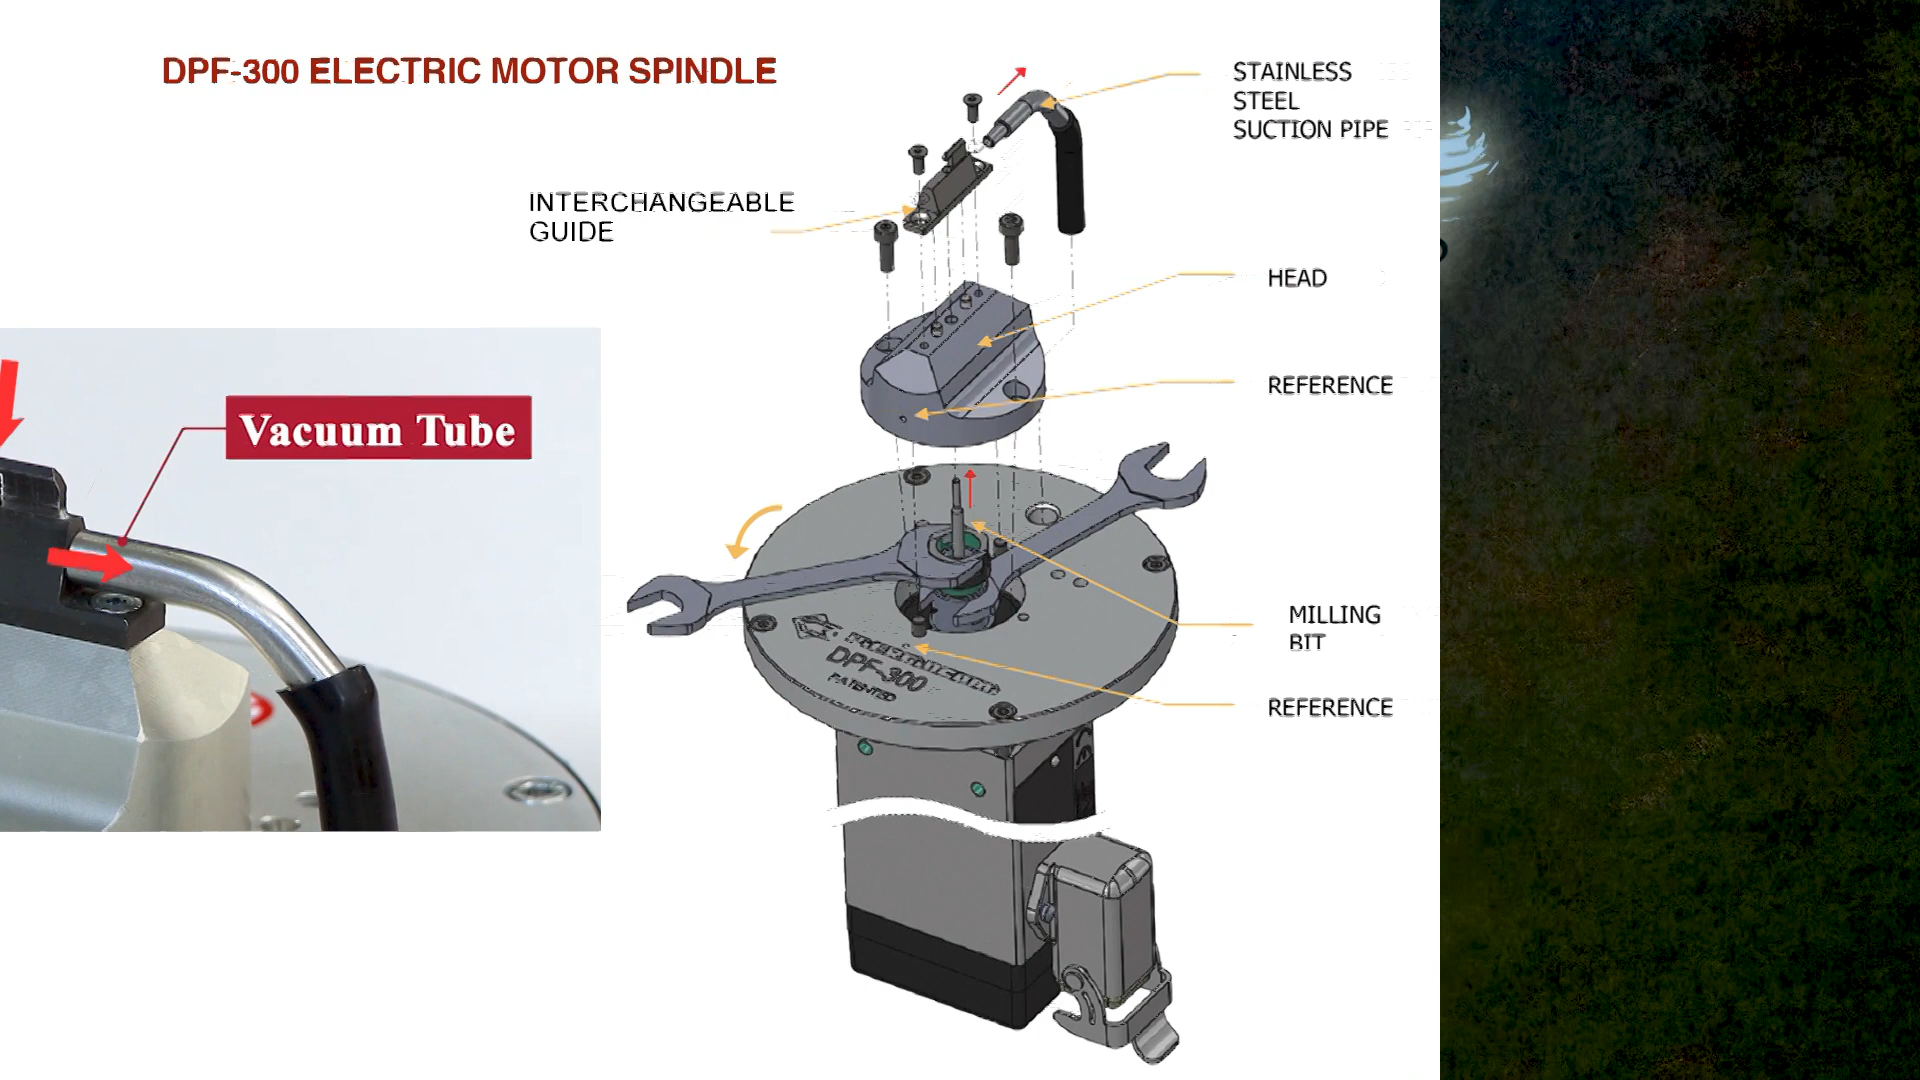 DPF-300 ELECTRIC MOTOR SPINDLE
STAINLESS
STEEL
SUCTION PIPE
INTERCHANGEABLE
GUIDE
HEAD
REFERENCE
Vacuum Tube
MILLING
BIT
REFERENCE
DPF-300
PATENTED